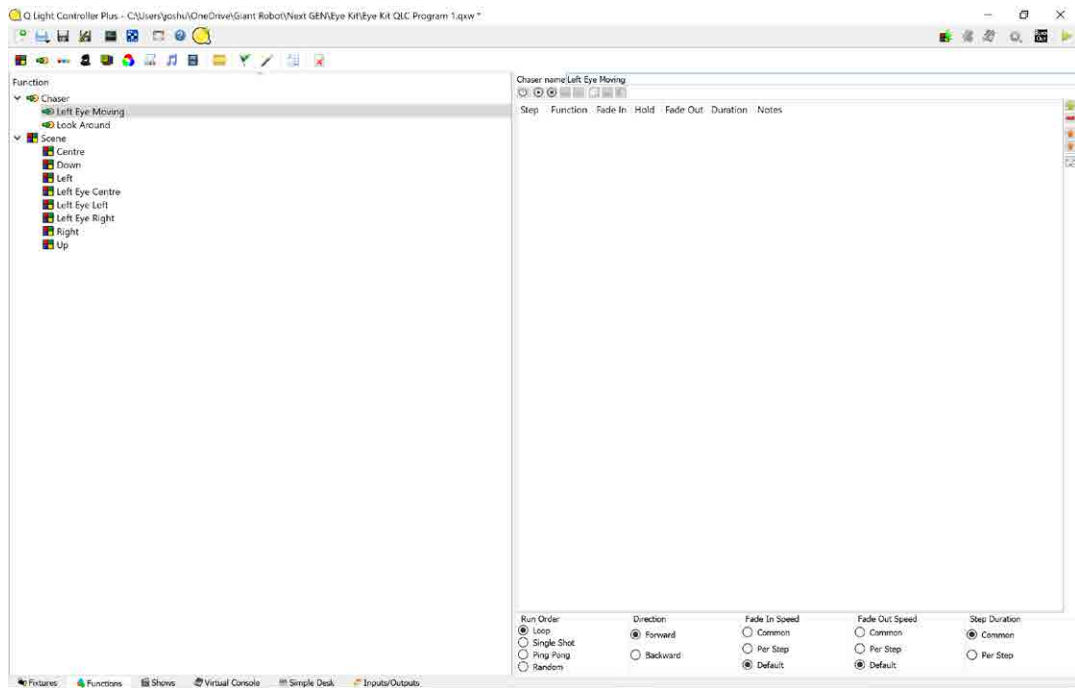 Q Light Controller Plus - C:\Users\yoshu\OneDrive\Giant Robot\Next GEN\Eye Kit\Eye Kit QLC Program 1.qxw *
Function
Chaser
Left Eye Moving
Look Around
Scene
Centre
Down
Left
Left Eye Centre
Left Eye Left
Left Eye Right
Right
Up
Chaser name Left Eye Moving
Step Function Fade In Hold Fade Out Duration Notes
Run Order Direction Fade In Speed Fade Out Speed Step Duration
Loop Forward Common Common Common
Single Shot
Ping Pong Backward Per Step Per Step Per Step
Random Default Default
Fixtures Functions Shows Virtual Console Simple Desk Inputs/Outputs